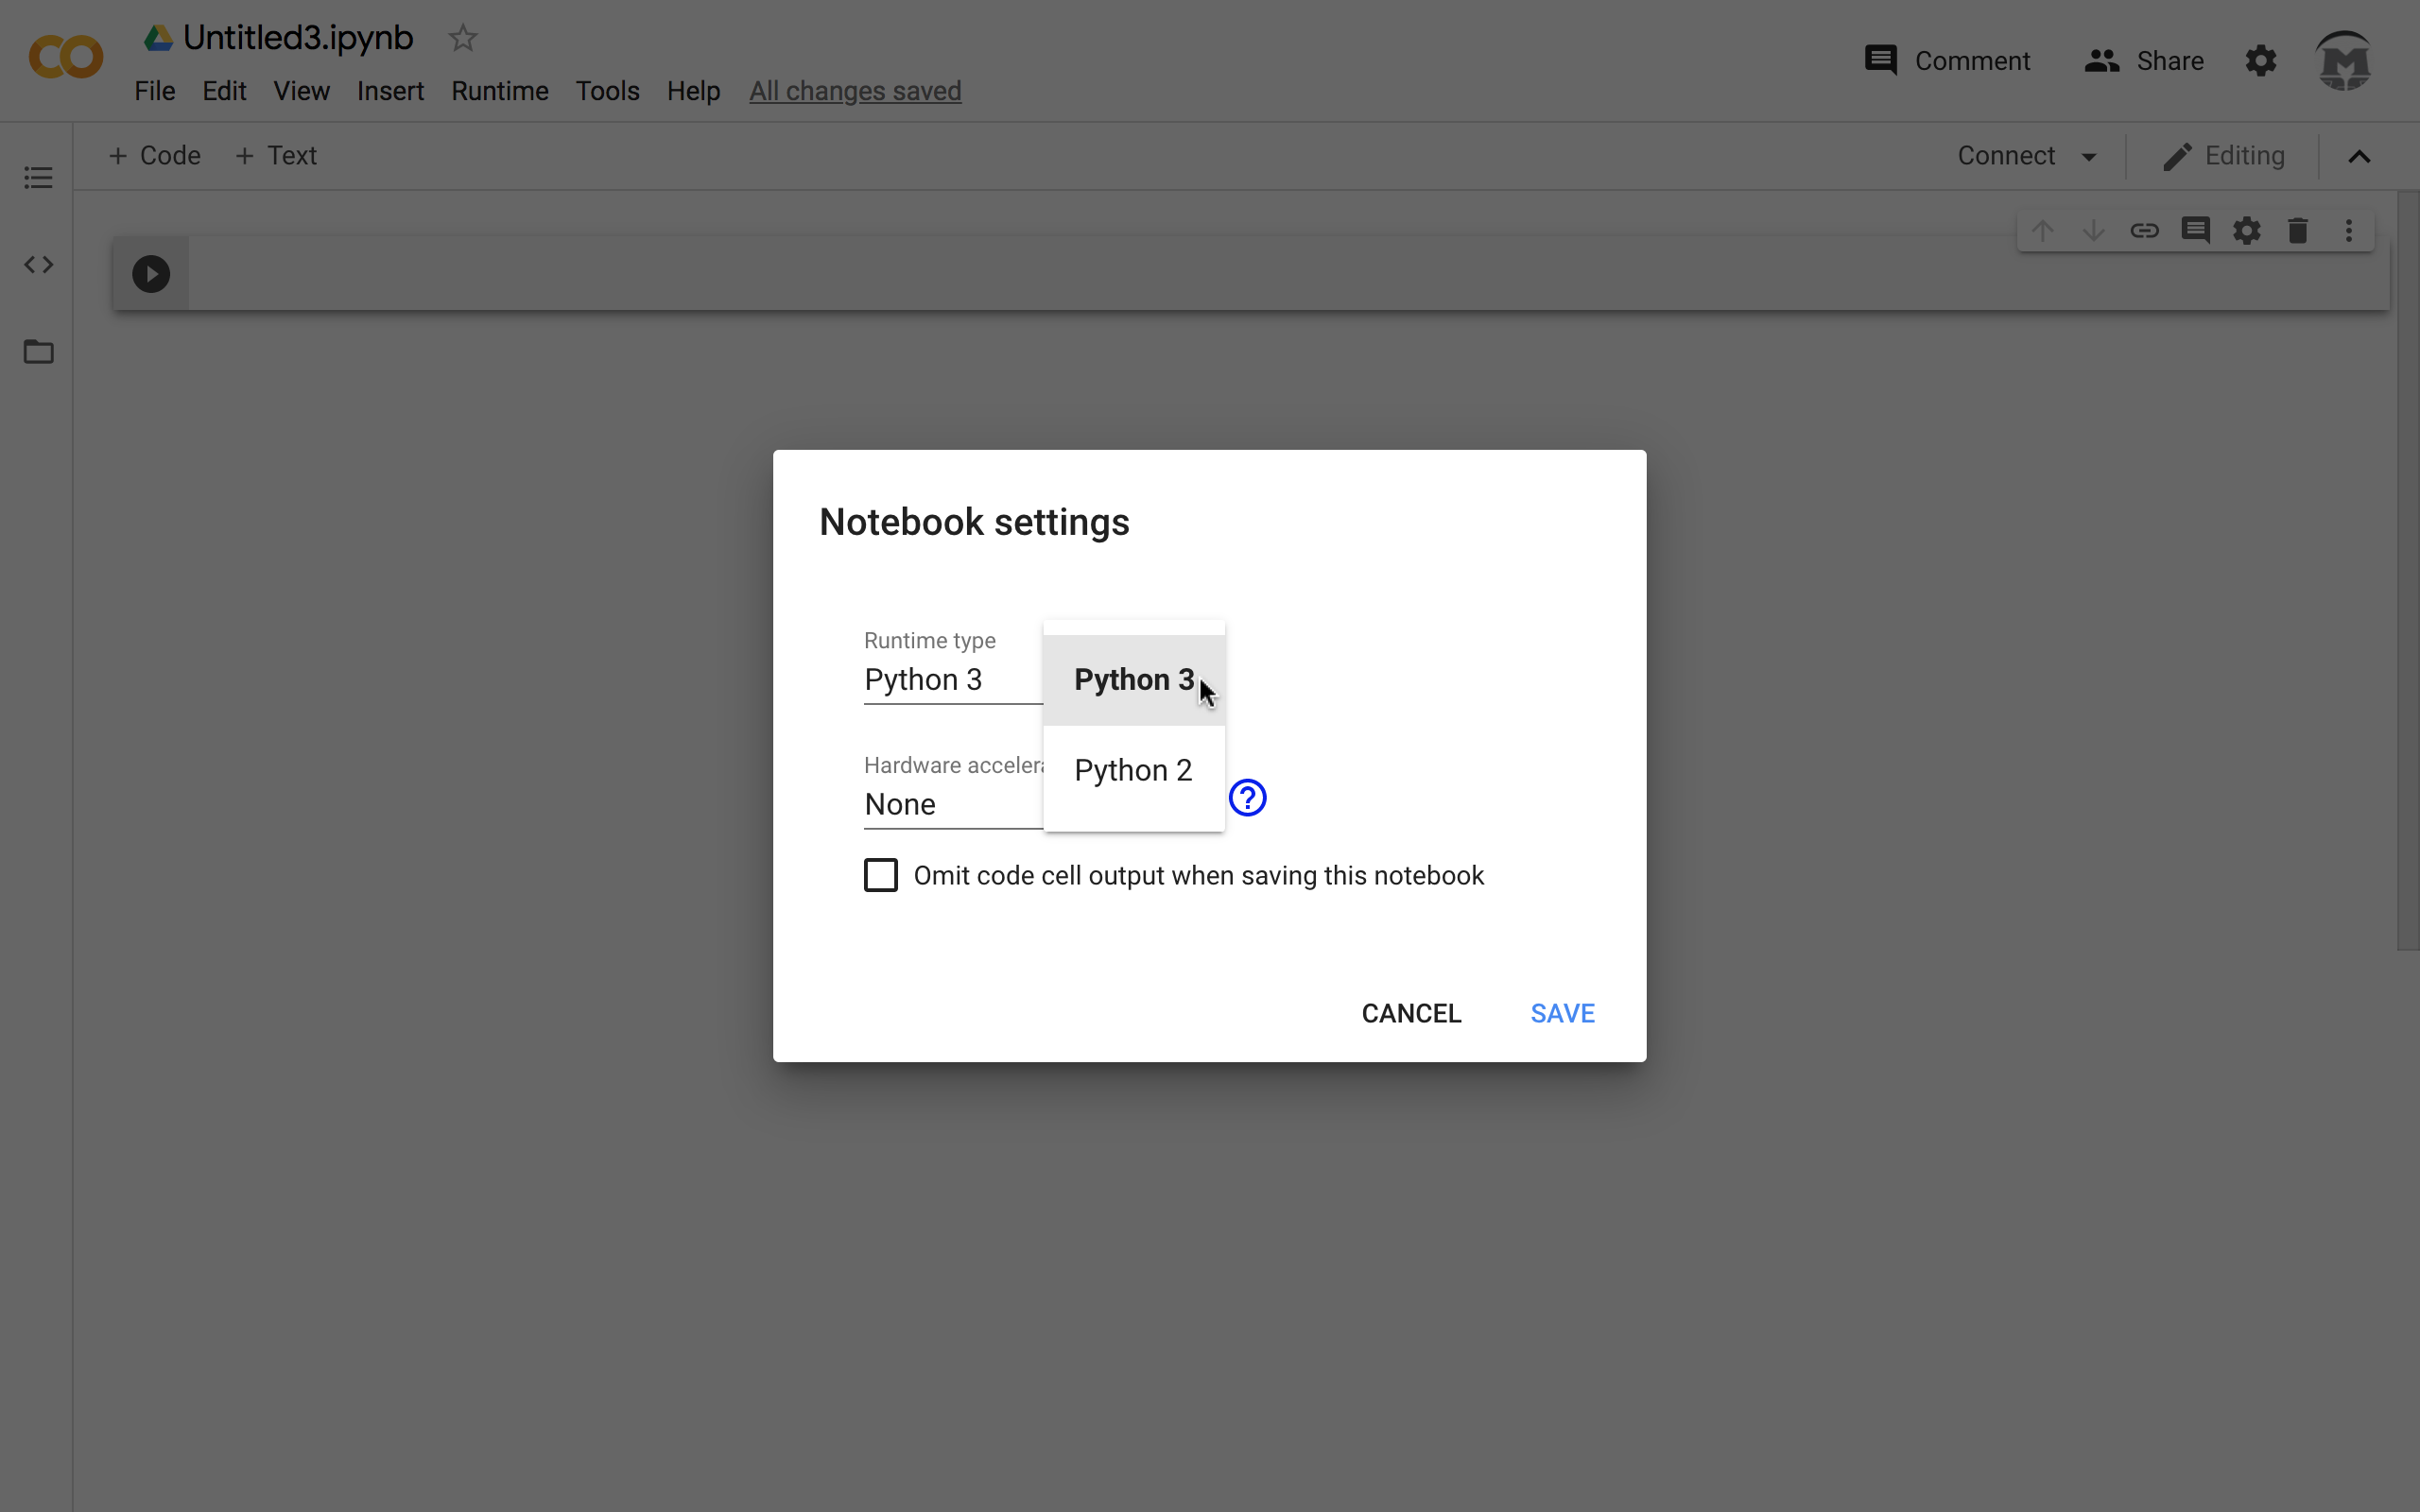 Untitled3.ipynb
File Edit View Insert Runtime Tools Help All changes saved
Comment Share
+ Code + Text
Connect Editing
Notebook settings
Runtime type
Python 3
Python 3
Python 2
Hardware accelera
None
?
Omit code cell output when saving this notebook
CANCEL SAVE